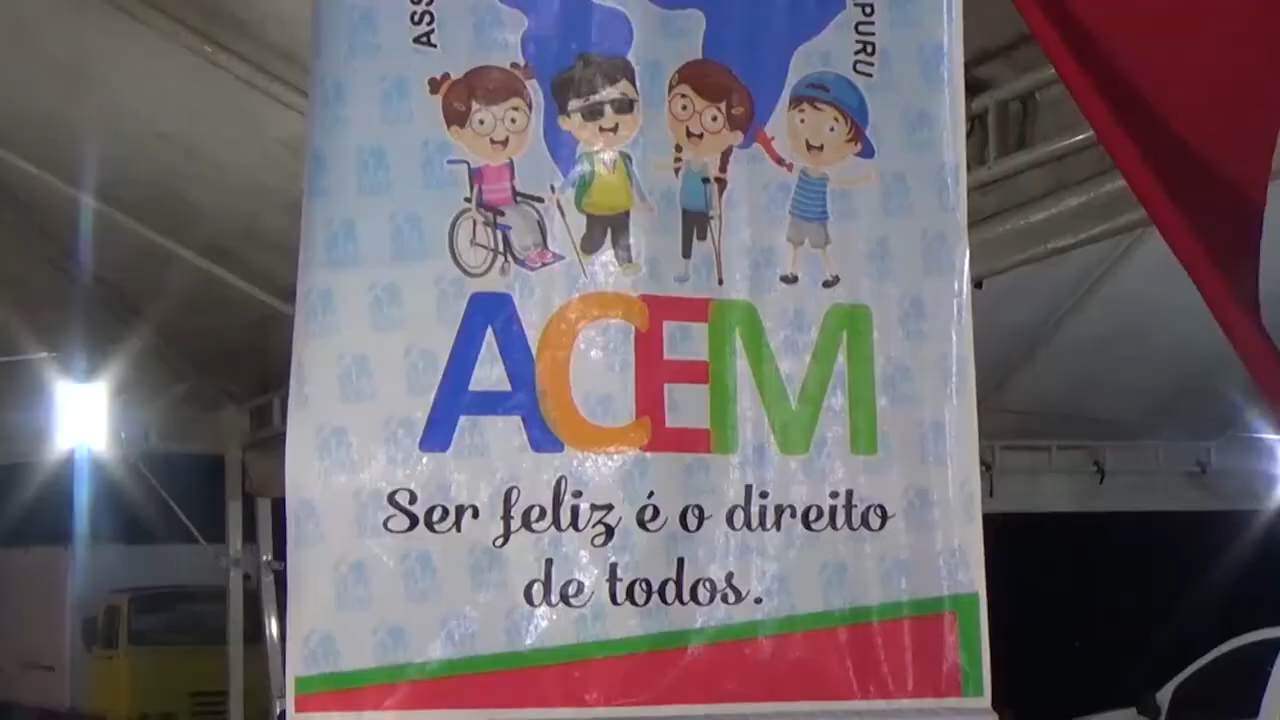 ACEM
Ser feliz é o direito
de todos.